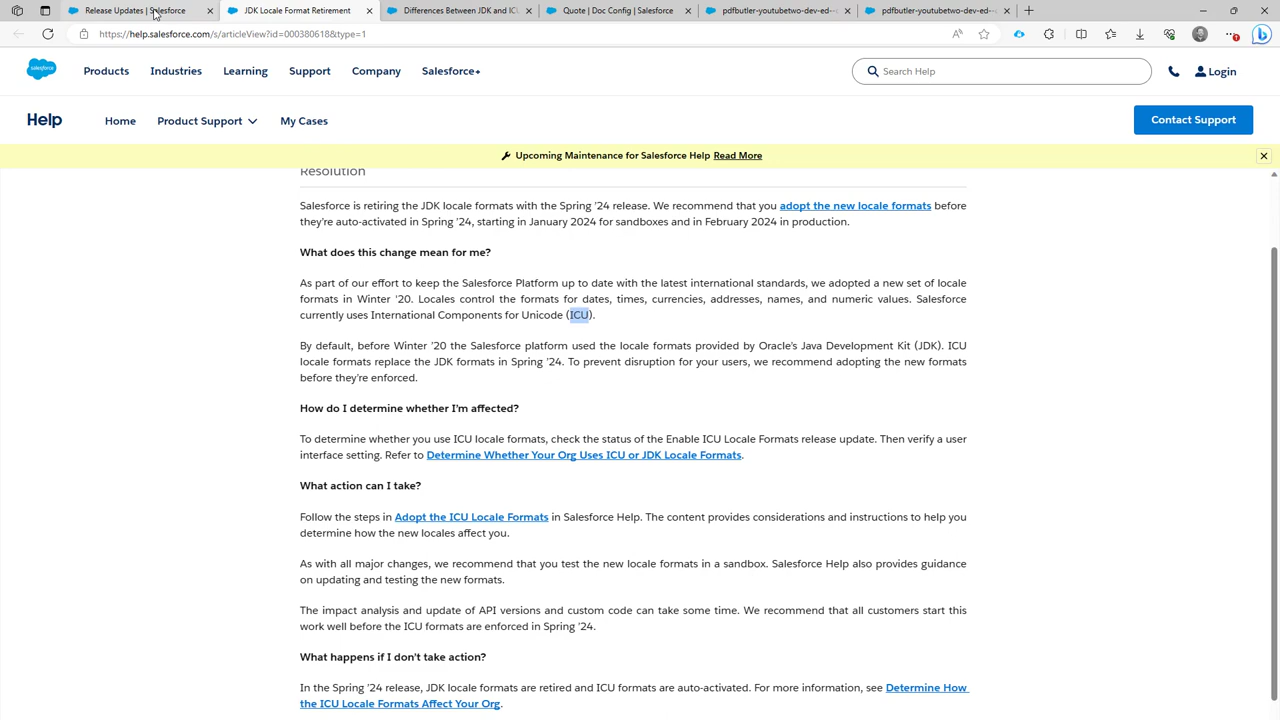 Release Updates | Salesforce
JDK Locale Format Retirement
Differences Between JDK and ICU
Quote | Doc Config | Salesforce
pdfbutler-youtubetwo-dev-ed--
pdfbutler-youtubetwo-dev-ed--
https://help.salesforce.com/s/articleView?id=000380618&type=1
salesforce
Products
Industries
Learning
Support
Company
Salesforce+
Search Help
Login
Help
Home
Product Support
My Cases
Contact Support
Upcoming Maintenance for Salesforce Help Read More
Resolution
Salesforce is retiring the JDK locale formats with the Spring '24 release. We recommend that you adopt the new locale formats before
they're auto-activated in Spring '24, starting in January 2024 for sandboxes and in February 2024 in production.
What does this change mean for me?
As part of our effort to keep the Salesforce Platform up to date with the latest international standards, we adopted a new set of locale
formats in Winter '20. Locales control the formats for dates, times, currencies, addresses, names, and numeric values. Salesforce
currently uses International Components for Unicode (ICU).
By default, before Winter '20 the Salesforce platform used the locale formats provided by Oracle's Java Development Kit (JDK). ICU
locale formats replace the JDK formats in Spring '24. To prevent disruption for your users, we recommend adopting the new formats
before they're enforced.
How do I determine whether I'm affected?
To determine whether you use ICU locale formats, check the status of the Enable ICU Locale Formats release update. Then verify a user
interface setting. Refer to Determine Whether Your Org Uses ICU or JDK Locale Formats.
What action can I take?
Follow the steps in Adopt the ICU Locale Formats in Salesforce Help. The content provides considerations and instructions to help you
determine how the new locales affect you.
As with all major changes, we recommend that you test the new locale formats in a sandbox. Salesforce Help also provides guidance
on updating and testing the new formats.
The impact analysis and update of API versions and custom code can take some time. We recommend that all customers start this
work well before the ICU formats are enforced in Spring '24.
What happens if I don't take action?
In the Spring '24 release, JDK locale formats are retired and ICU formats are auto-activated. For more information, see Determine How
the ICU Locale Formats Affect Your Org.